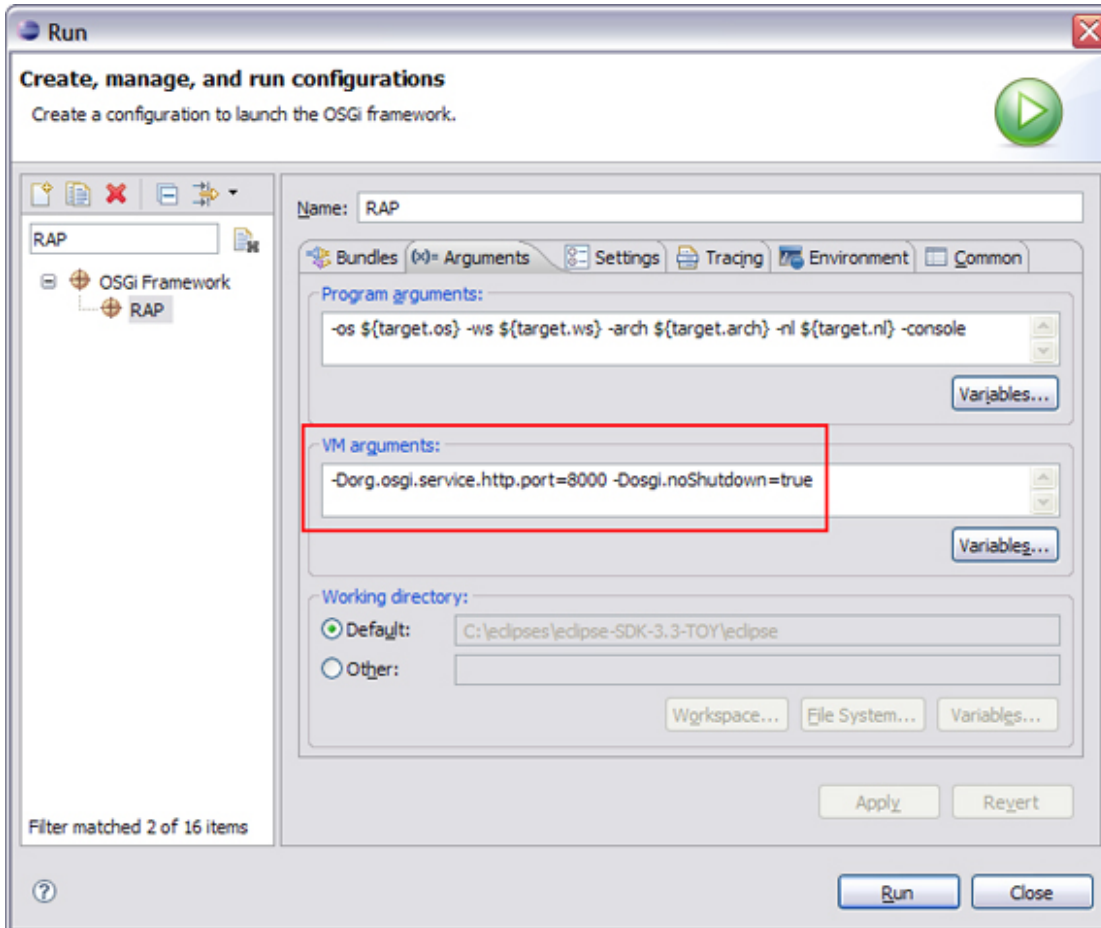 Run
Create, manage, and run configurations
Create a configuration to launch the OSGi framework.
RAP
OSGi Framework
RAP
Filter matched 2 of 16 items
Name: RAP
Bundles (x)= Arguments Settings Tracing Environment Common
Program arguments:
-os ${target.os} -ws ${target.ws} -arch ${target.arch} -nl ${target.nl} -console
Variables...
VM arguments:
-Dorg.osgi.service.http.port=8000 -Dosgi.noShutdown=true
Variables...
Working directory:
Default: C:\eclipses\eclipse-SDK-3.3-TOY\eclipse
Other:
Workspace... File System... Variables...
Apply Revert
? Run Close